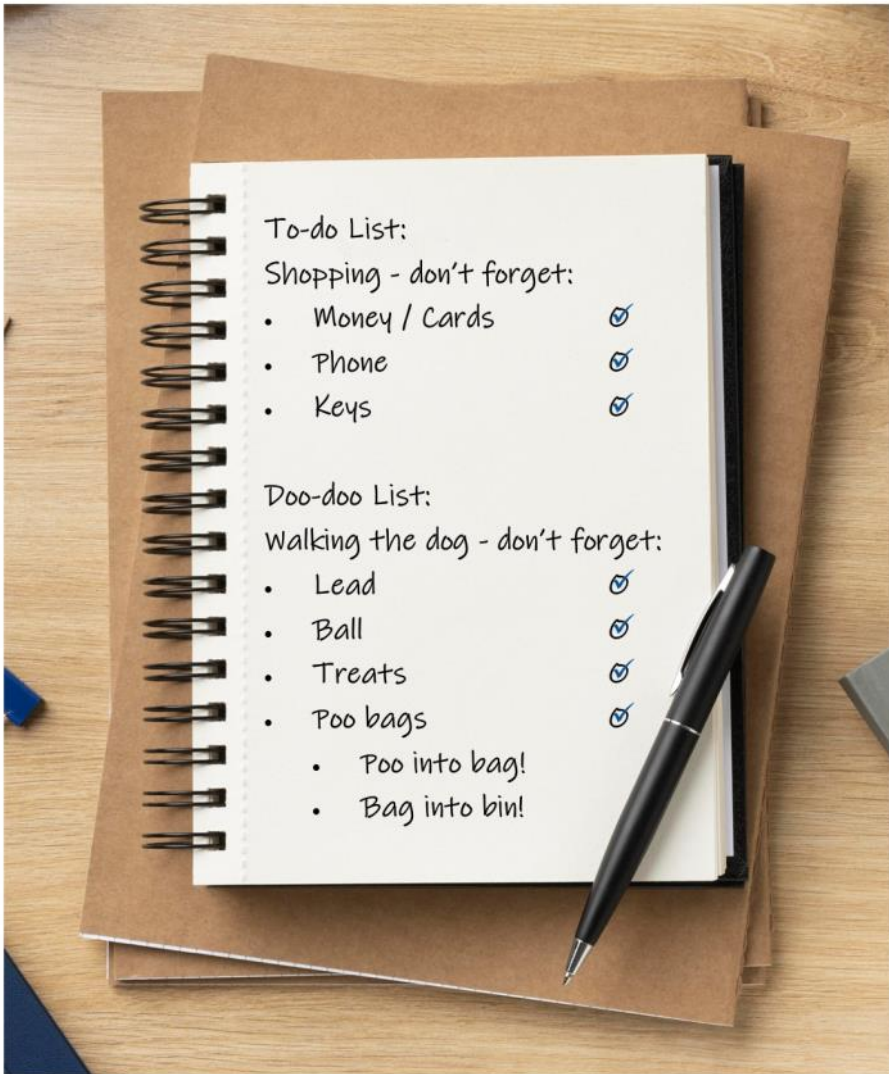 To-do List:
Shopping - don't forget:
• Money / Cards
• Phone
• Keys
Doo-doo List:
Walking the dog - don't forget:
• Lead
• Ball
• Treats
• Poo bags
• Poo into bag!
• Bag into bin!